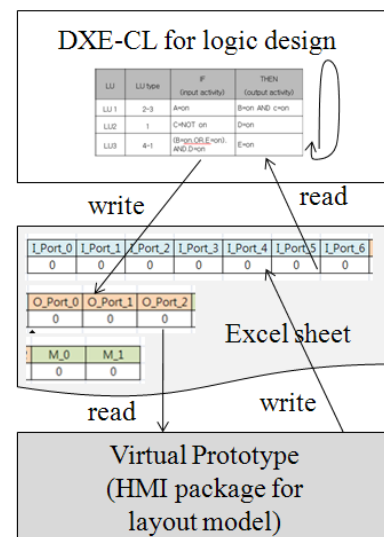 DXE-CL for logic design
LU LU type IF THEN
(input activity) (output activity)
LU 1 2-3 A=on B=on AND c=on
LU2 1 C=NOT on D=on
LU3 4-1 (B=on.OR.E=on). E=on
AND.D=on
write read
I_Port_0 I_Port_1 I_Port_2 I_Port_3 I_Port_4 I_Port_5 I_Port_6
0 0 0 0 0 0 0
O_Port_0 O_Port_1 O_Port_2
0 0 0
Excel sheet
M_0 M_1
0 0
read write
Virtual Prototype
(HMI package for
layout model)